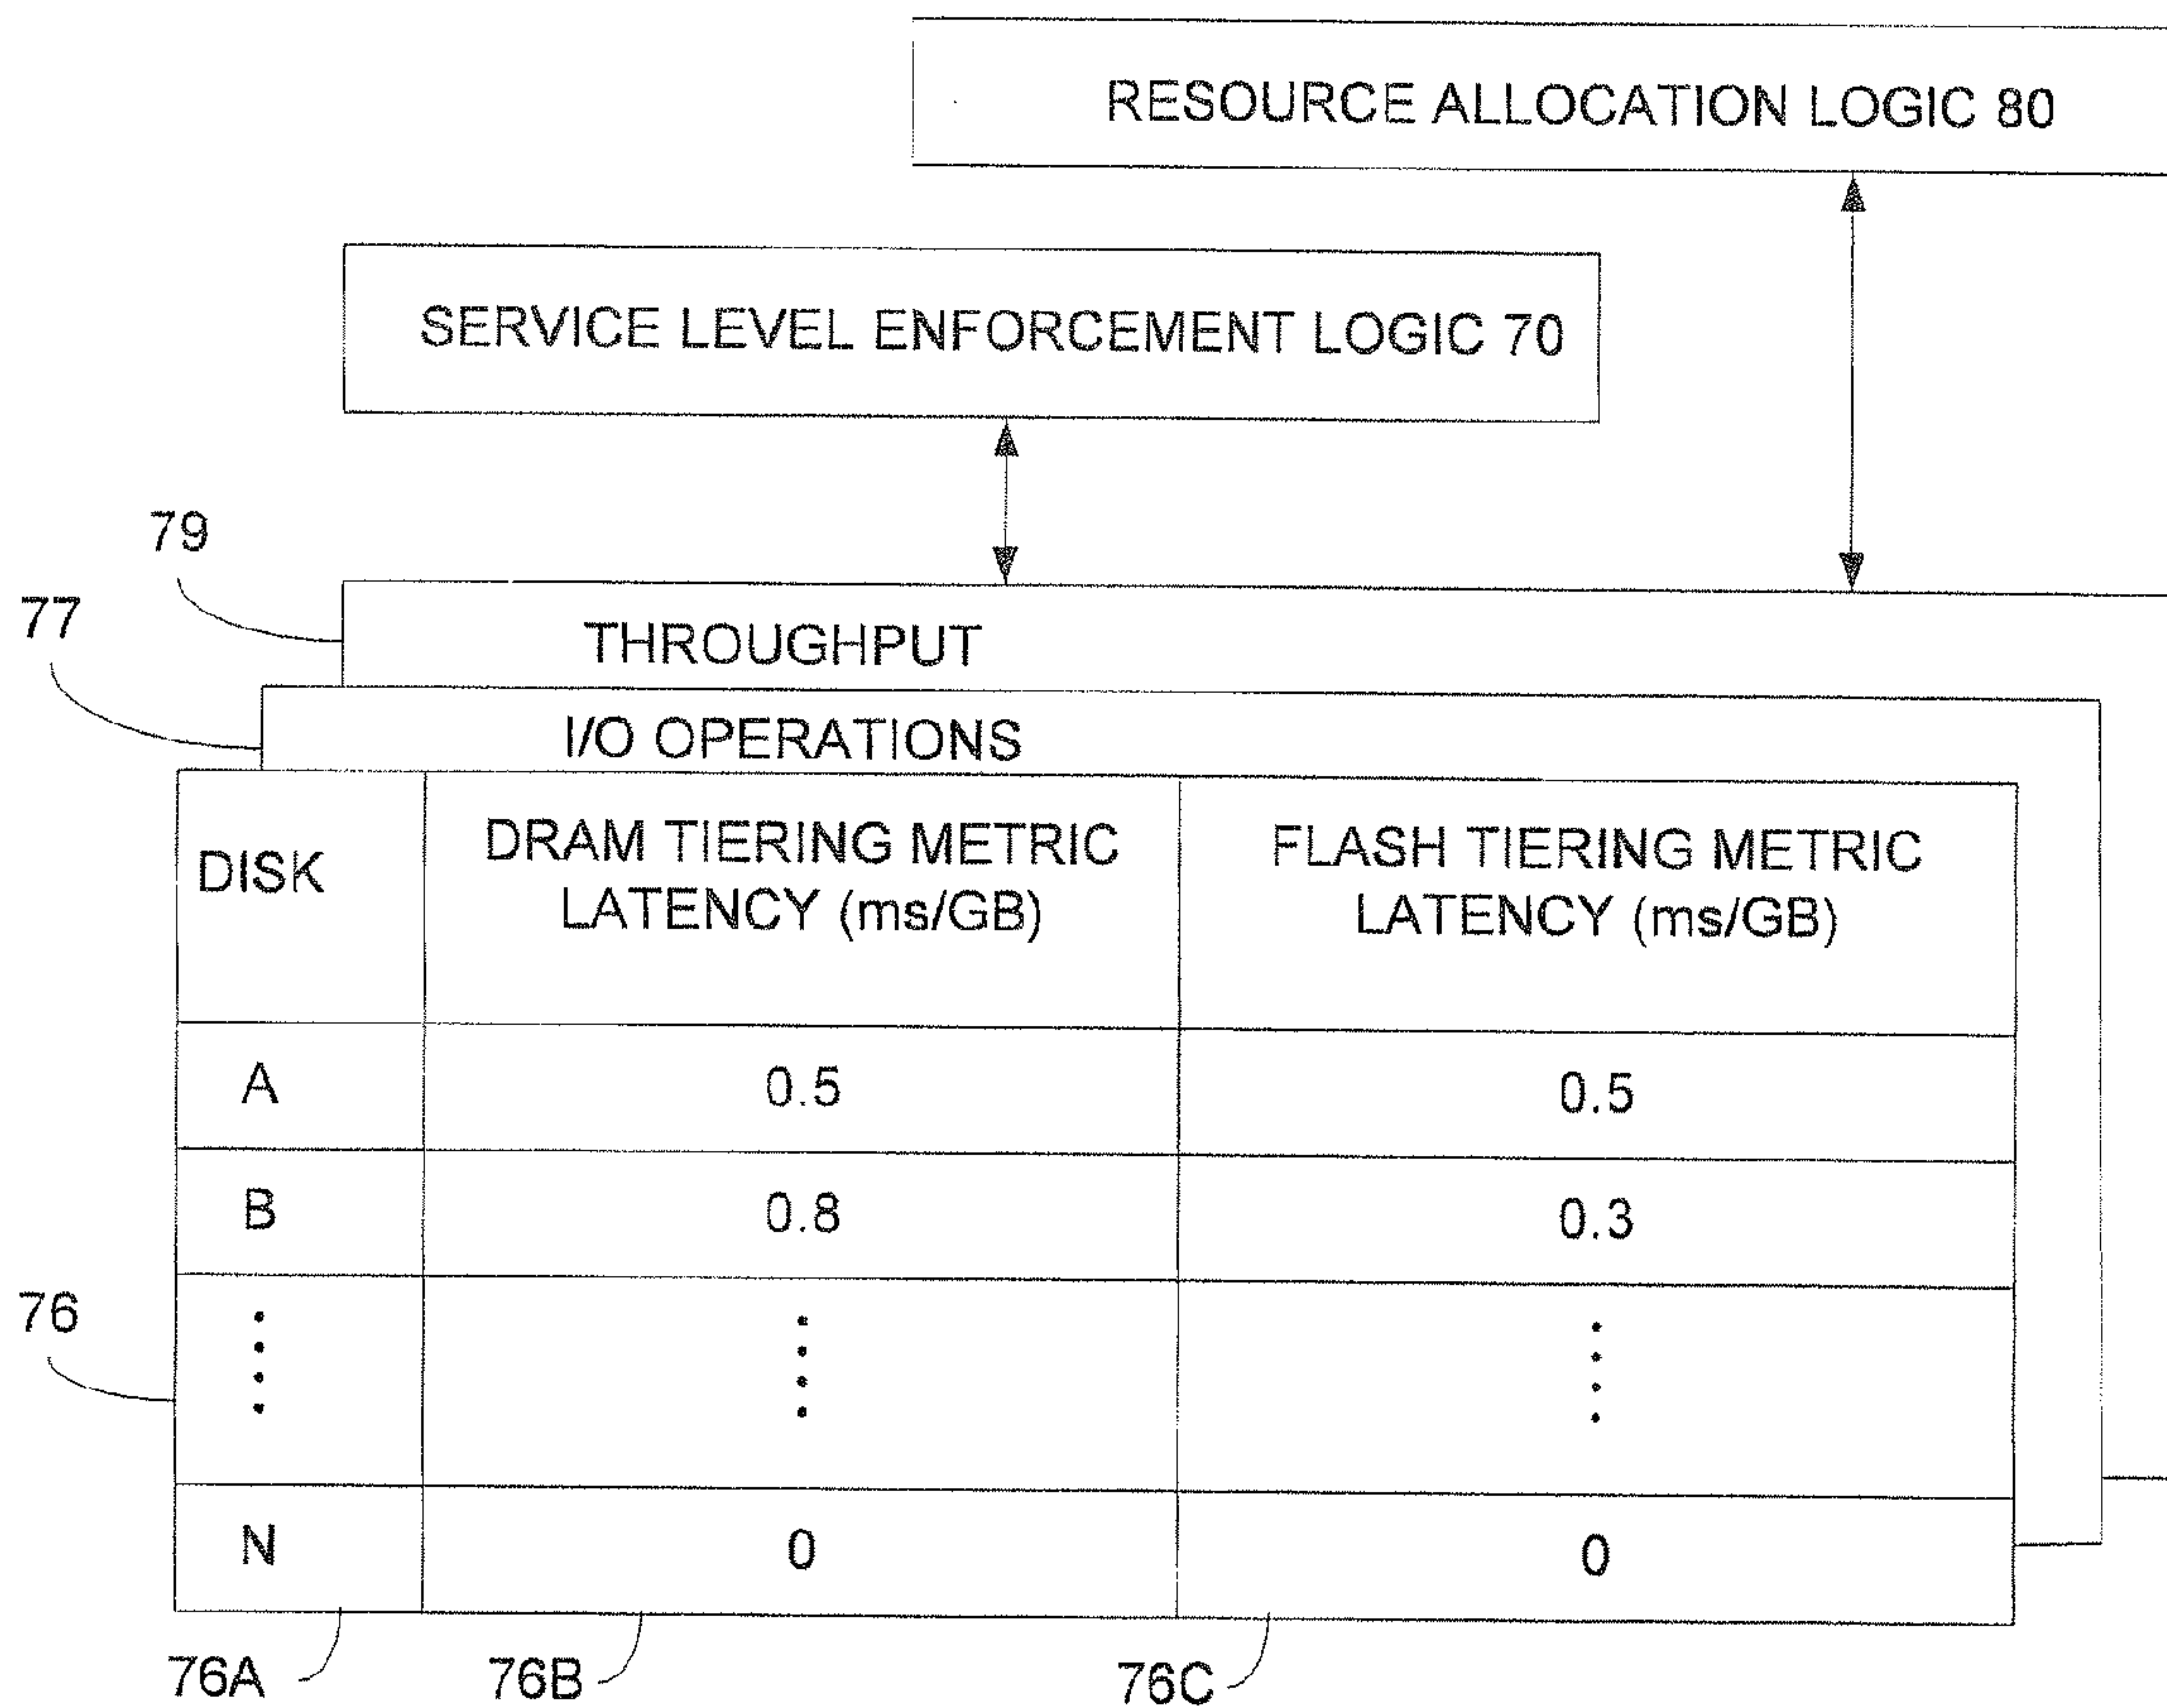 RESOURCE ALLOCATION LOGIC 80
SERVICE LEVEL ENFORCEMENT LOGIC 70
79
77
THROUGHPUT
I/O OPERATIONS
DISK
DRAM TIERING METRIC
LATENCY (ms/GB)
FLASH TIERING METRIC
LATENCY (ms/GB)
A
0.5
0.5
B
0.8
0.3
76
N
0
0
76A
76B
76C